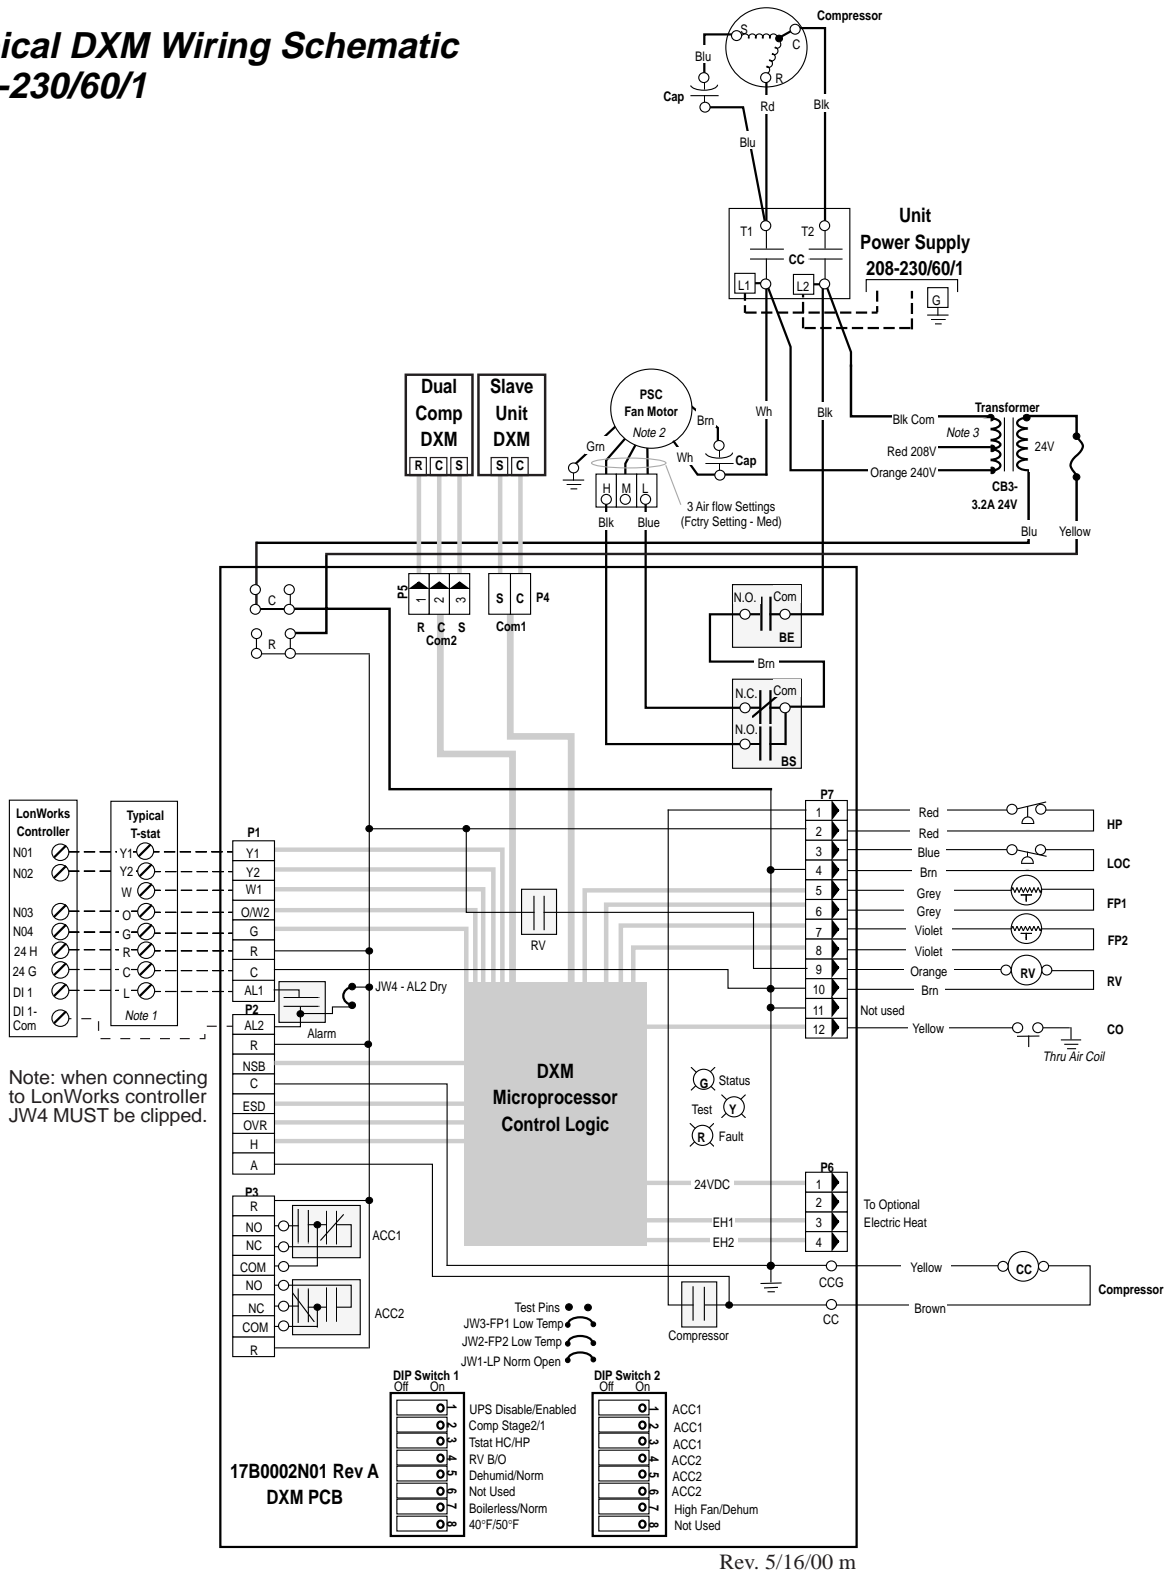 ical DXM Wiring Schematic
-230/60/1
Compressor
S
C
R
Blu
Cap
Rd
Blk
Blu
Unit
Power Supply
208-230/60/1
T1
T2
CC
L1
L2
G
Dual
Comp
DXM
R C S
Slave
Unit
DXM
S C
PSC
Fan Motor
Note 2
Grn
Brn
Wh
Cap
Wh
Blk
H M L
3 Air flow Settings
(Fctry Setting - Med)
Blk
Blue
Transformer
Blk Com
Note 3
Red 208V
Orange 240V
24V
CB3-
3.2A 24V
Blu
Yellow
C
R
P5
1 2 3
R C S
Com2
S C
P4
Com1
N.O.
Com
BE
Brn
N.C.
Com
N.O.
BS
LonWorks
Controller
N01
N02
N03
N04
24 H
24 G
DI 1
DI 1-
Com
Typical
T-stat
Y1
Y2
W
O
G
R
C
L
Note 1
P1
Y1
Y2
W1
O/W2
G
R
C
AL1
P2
AL2
R
NSB
C
ESD
OVR
H
A
P3
R
NO
NC
COM
NO
NC
COM
R
Note: when connecting
to LonWorks controller
JW4 MUST be clipped.
Alarm
JW4 - AL2 Dry
RV
ACC1
ACC2
DXM
Microprocessor
Control Logic
G Status
Test Y
R Fault
P7
1
2
3
4
5
6
7
8
9
10
11
12
Red
Red
HP
Blue
Brn
LOC
Grey
Grey
FP1
Violet
Violet
FP2
Orange
RV
Brn
RV
Not used
Yellow
CO
Thru Air Coil
P6
24VDC
1
2
To Optional
EH1
3
Electric Heat
EH2
4
CCG
Yellow
CC
CC
Brown
Compressor
Compressor
Test Pins
JW3-FP1 Low Temp
JW2-FP2 Low Temp
JW1-LP Norm Open
DIP Switch 1
Off On
1 UPS Disable/Enabled
2 Comp Stage2/1
3 Tstat HC/HP
4 RV B/O
5 Dehumid/Norm
6 Not Used
7 Boilerless/Norm
8 40°F/50°F
DIP Switch 2
Off On
1 ACC1
2 ACC1
3 ACC1
4 ACC2
5 ACC2
6 ACC2
7 High Fan/Dehum
8 Not Used
17B0002N01 Rev A
DXM PCB
Rev. 5/16/00 m